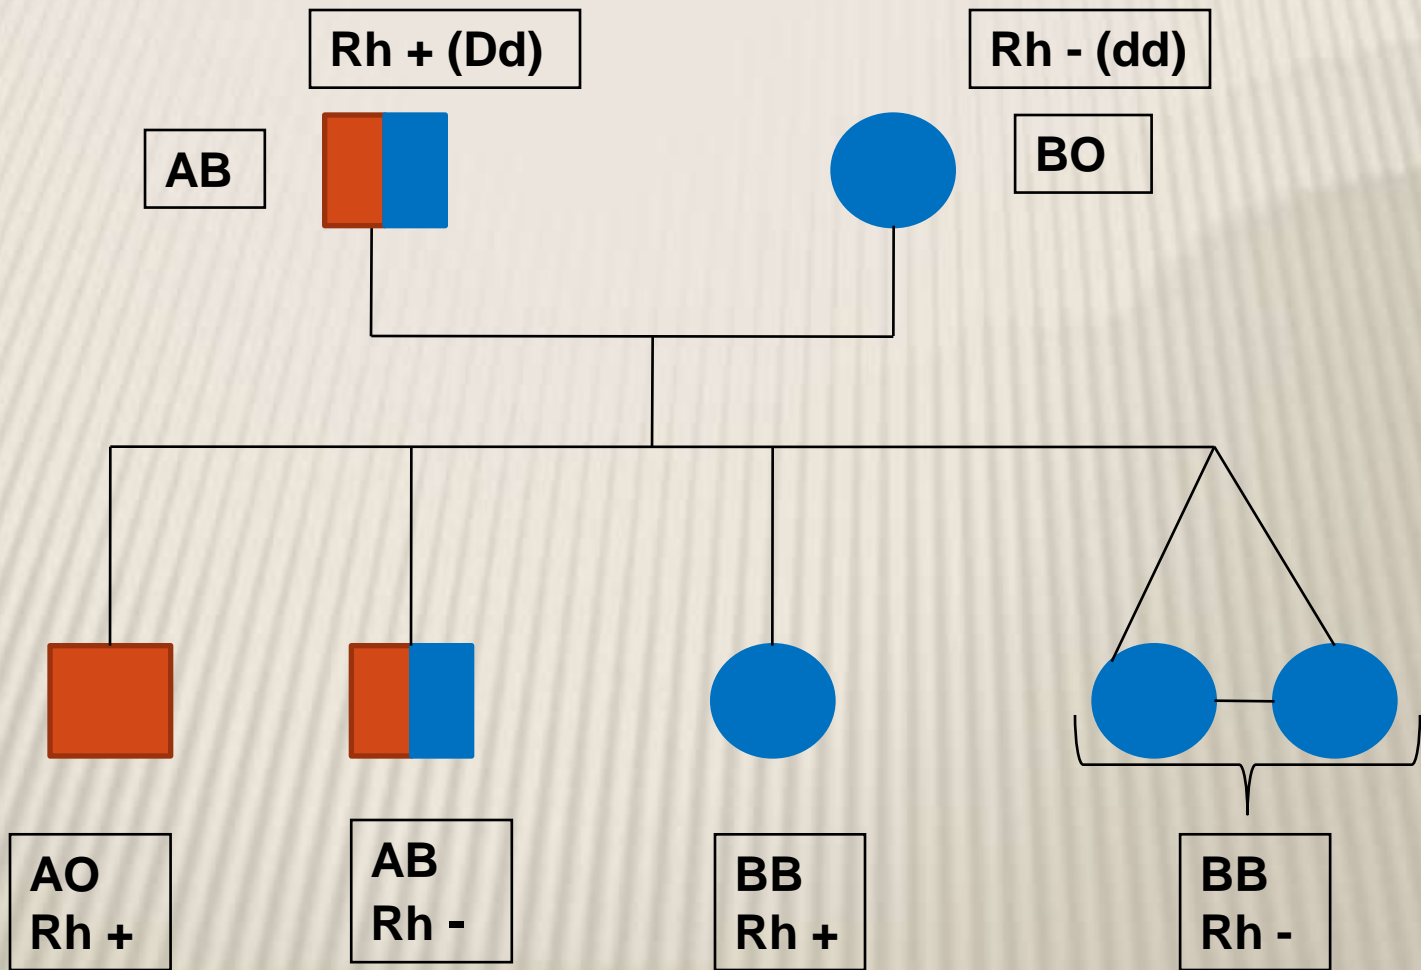 Rh + (Dd)
Rh - (dd)
AB
BO
AO
Rh +
AB
Rh -
BB
Rh +
BB
Rh -